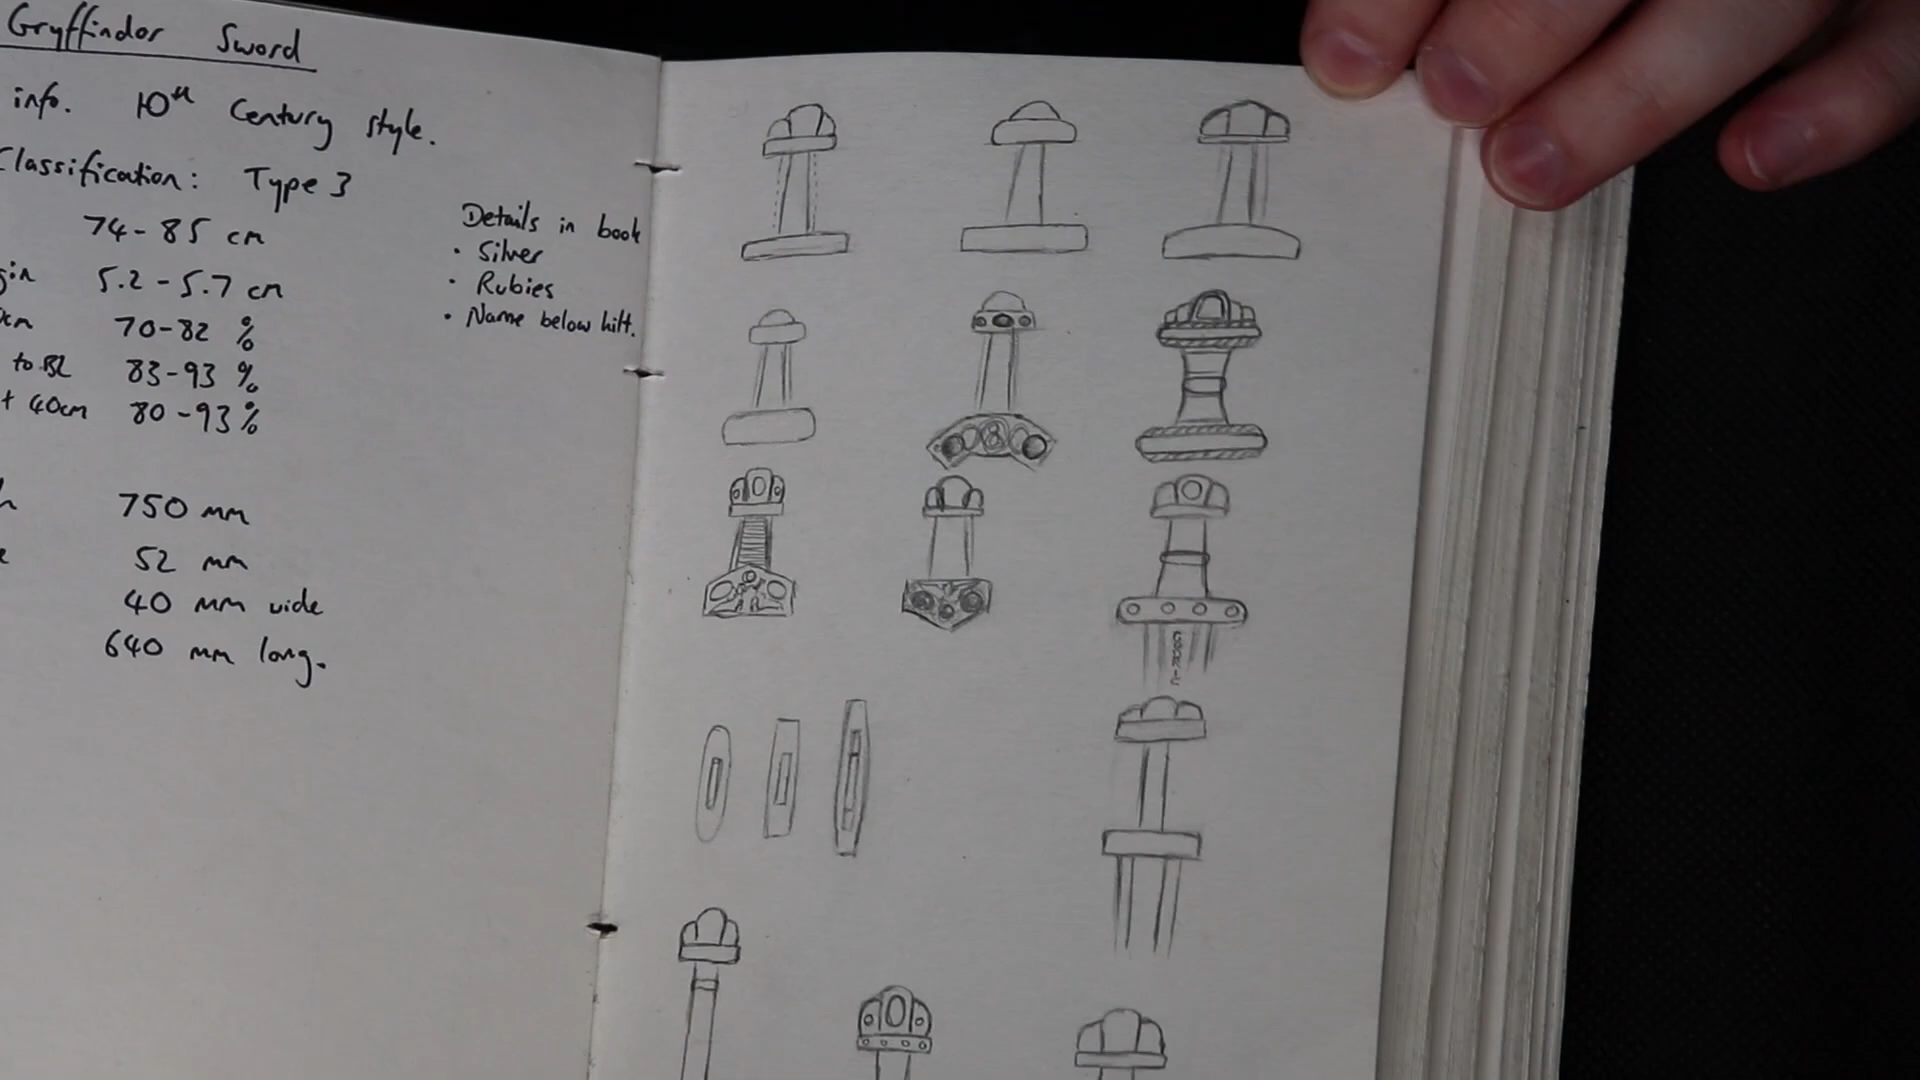 Gryffindor Sword
info. 10th Century style.
Classification: Type 3
74-85 cm
5.2-5.7 cm
70-82 %
to BL 83-93 %
40cm 80-93%
750 mm
52 mm
40 mm wide
640 mm long.
Details in book
• Silver
• Rubies
• Name below hilt.